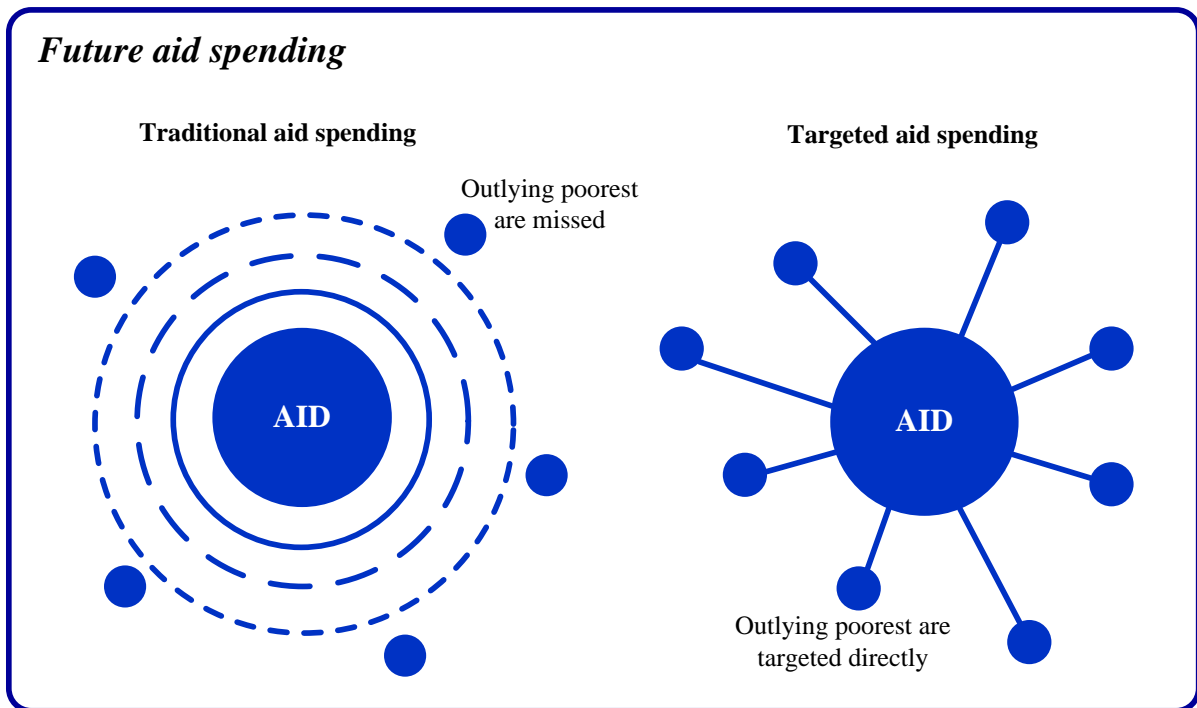 Future aid spending
Traditional aid spending
Outlying poorest
are missed
AID
Targeted aid spending
AID
Outlying poorest are
targeted directly